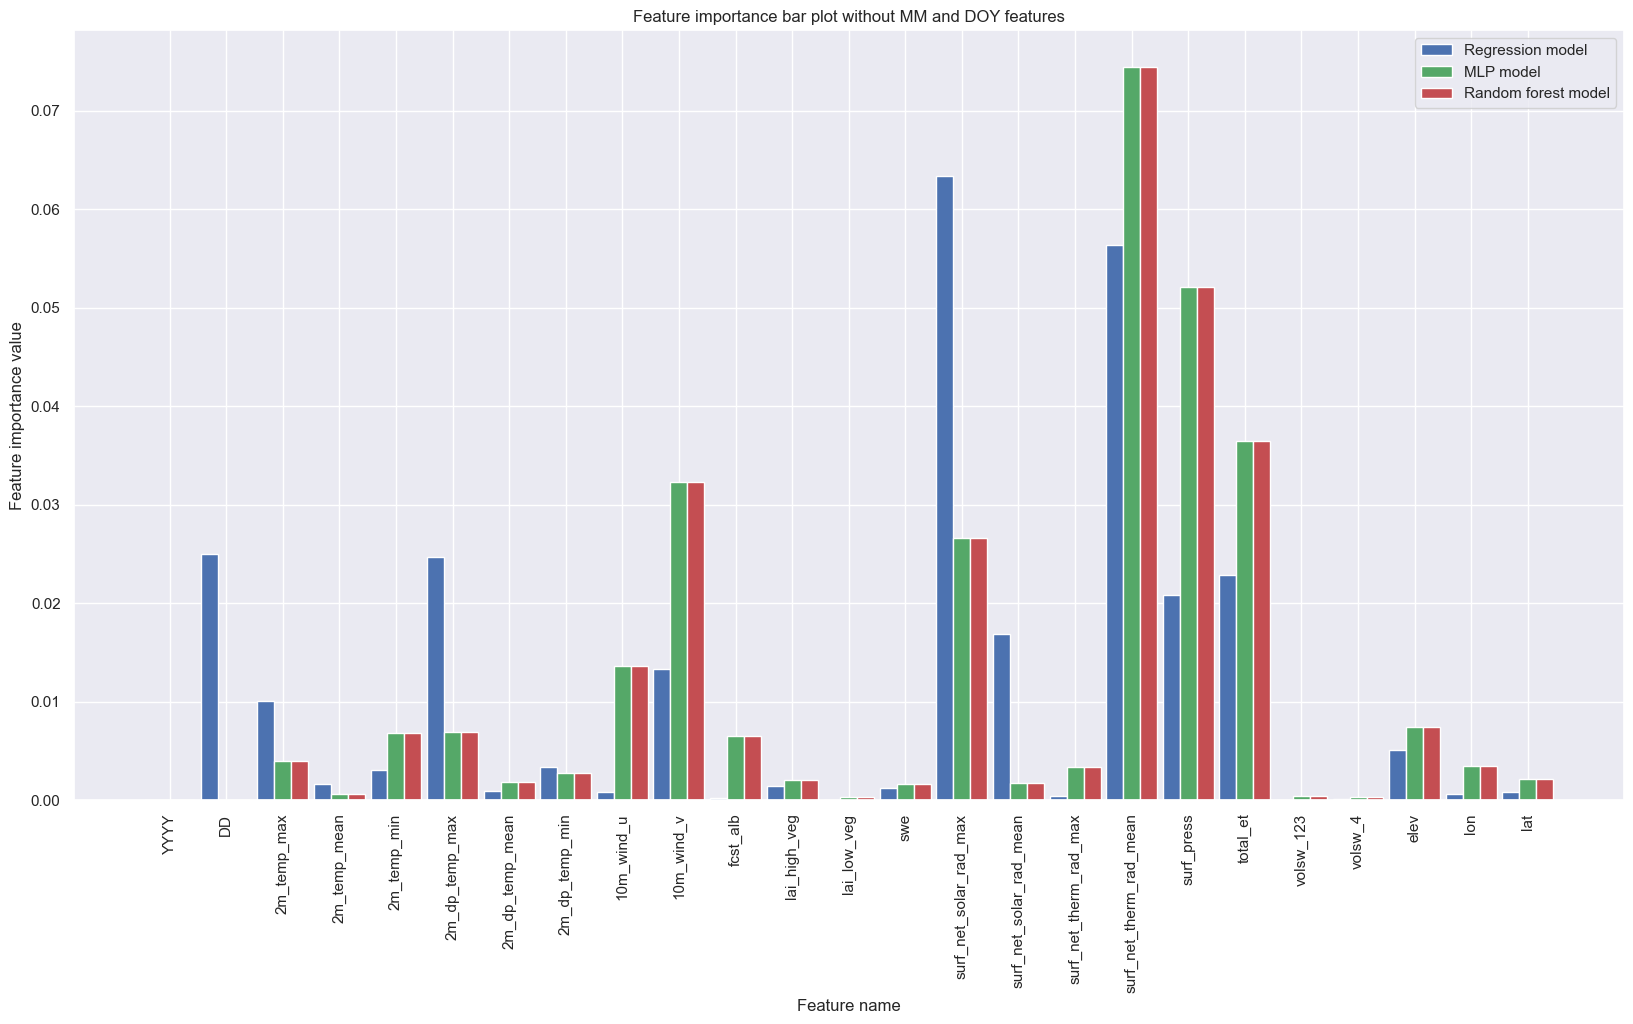 Feature importance bar plot without MM and DOY features
Regression model
MLP model
Random forest model
Feature importance value
0.07
0.06
0.05
0.04
0.03
0.02
0.01
0.00
YYYY
DD
2m_temp_max
2m_temp_mean
2m_temp_min
2m_dp_temp_max
2m_dp_temp_mean
2m_dp_temp_min
10m_wind_u
10m_wind_v
fcst_alb
lai_high_veg
lai_low_veg
swe
surf_net_solar_rad_max
surf_net_solar_rad_mean
surf_net_therm_rad_max
surf_net_therm_rad_mean
surf_press
total_et
volsw_123
volsw_4
elev
lon
lat
Feature name